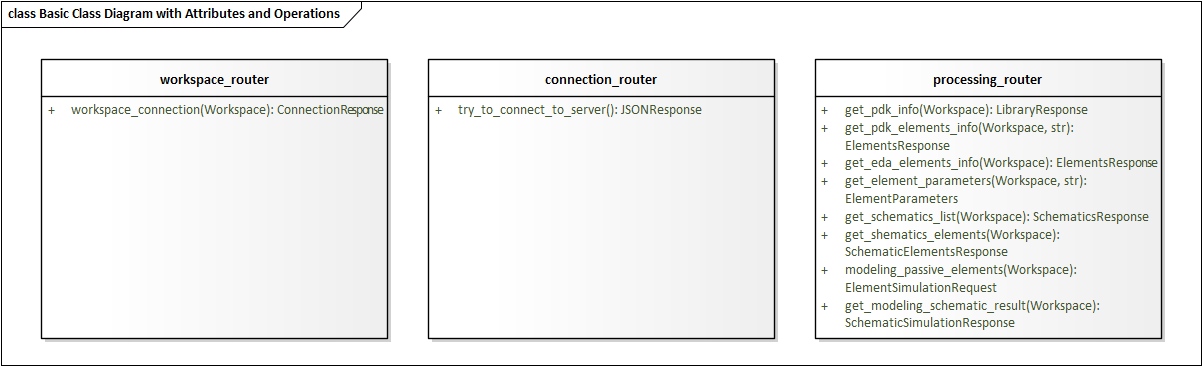 class Basic Class Diagram with Attributes and Operations
workspace_router
+ workspace_connection(Workspace): ConnectionResponse
connection_router
+ try_to_connect_to_server(): JSONResponse
processing_router
+ get_pdk_info(Workspace): LibraryResponse
+ get_pdk_elements_info(Workspace, str):
ElementsResponse
+ get_eda_elements_info(Workspace): ElementsResponse
+ get_element_parameters(Workspace, str):
ElementParameters
+ get_schematics_list(Workspace): SchematicsResponse
+ get_shematics_elements(Workspace):
SchematicElementsResponse
+ modeling_passive_elements(Workspace):
ElementSimulationRequest
+ get_modeling_schematic_result(Workspace):
SchematicSimulationResponse